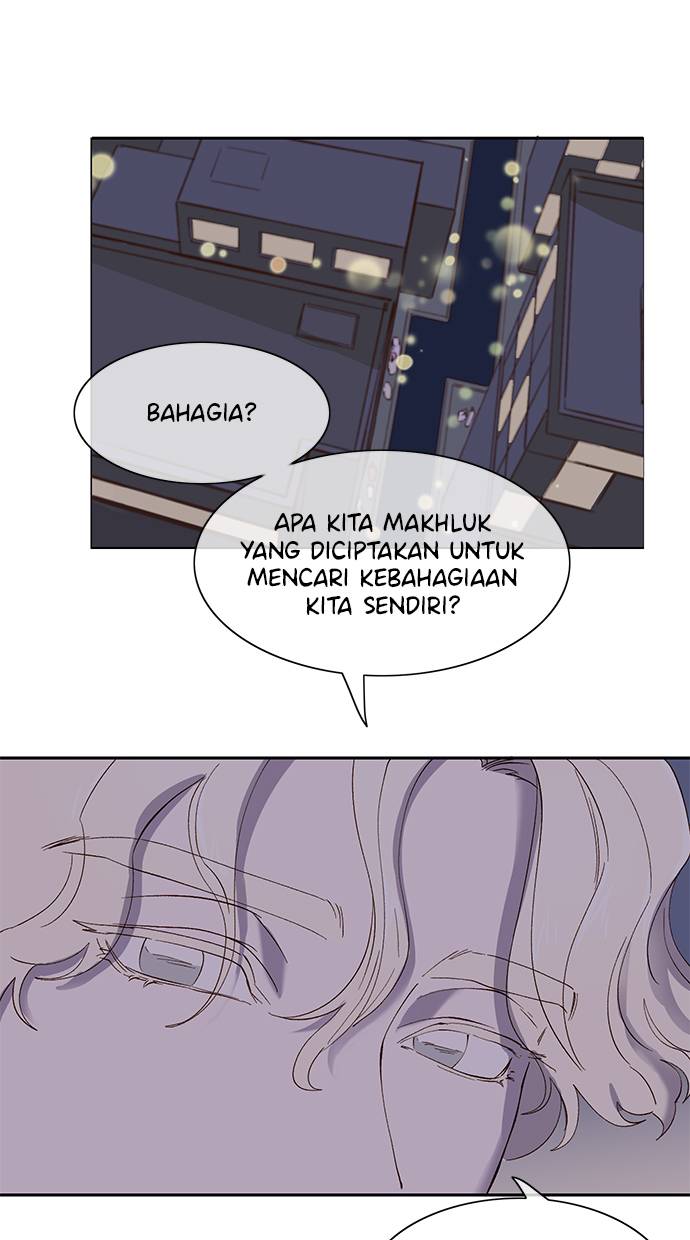 BAHAGIA?
APA KITA MAKHLUK
YANG DICIPTAKAN UNTUK
MENCARI KEBAHAGIAAN
KITA SENDIRI?